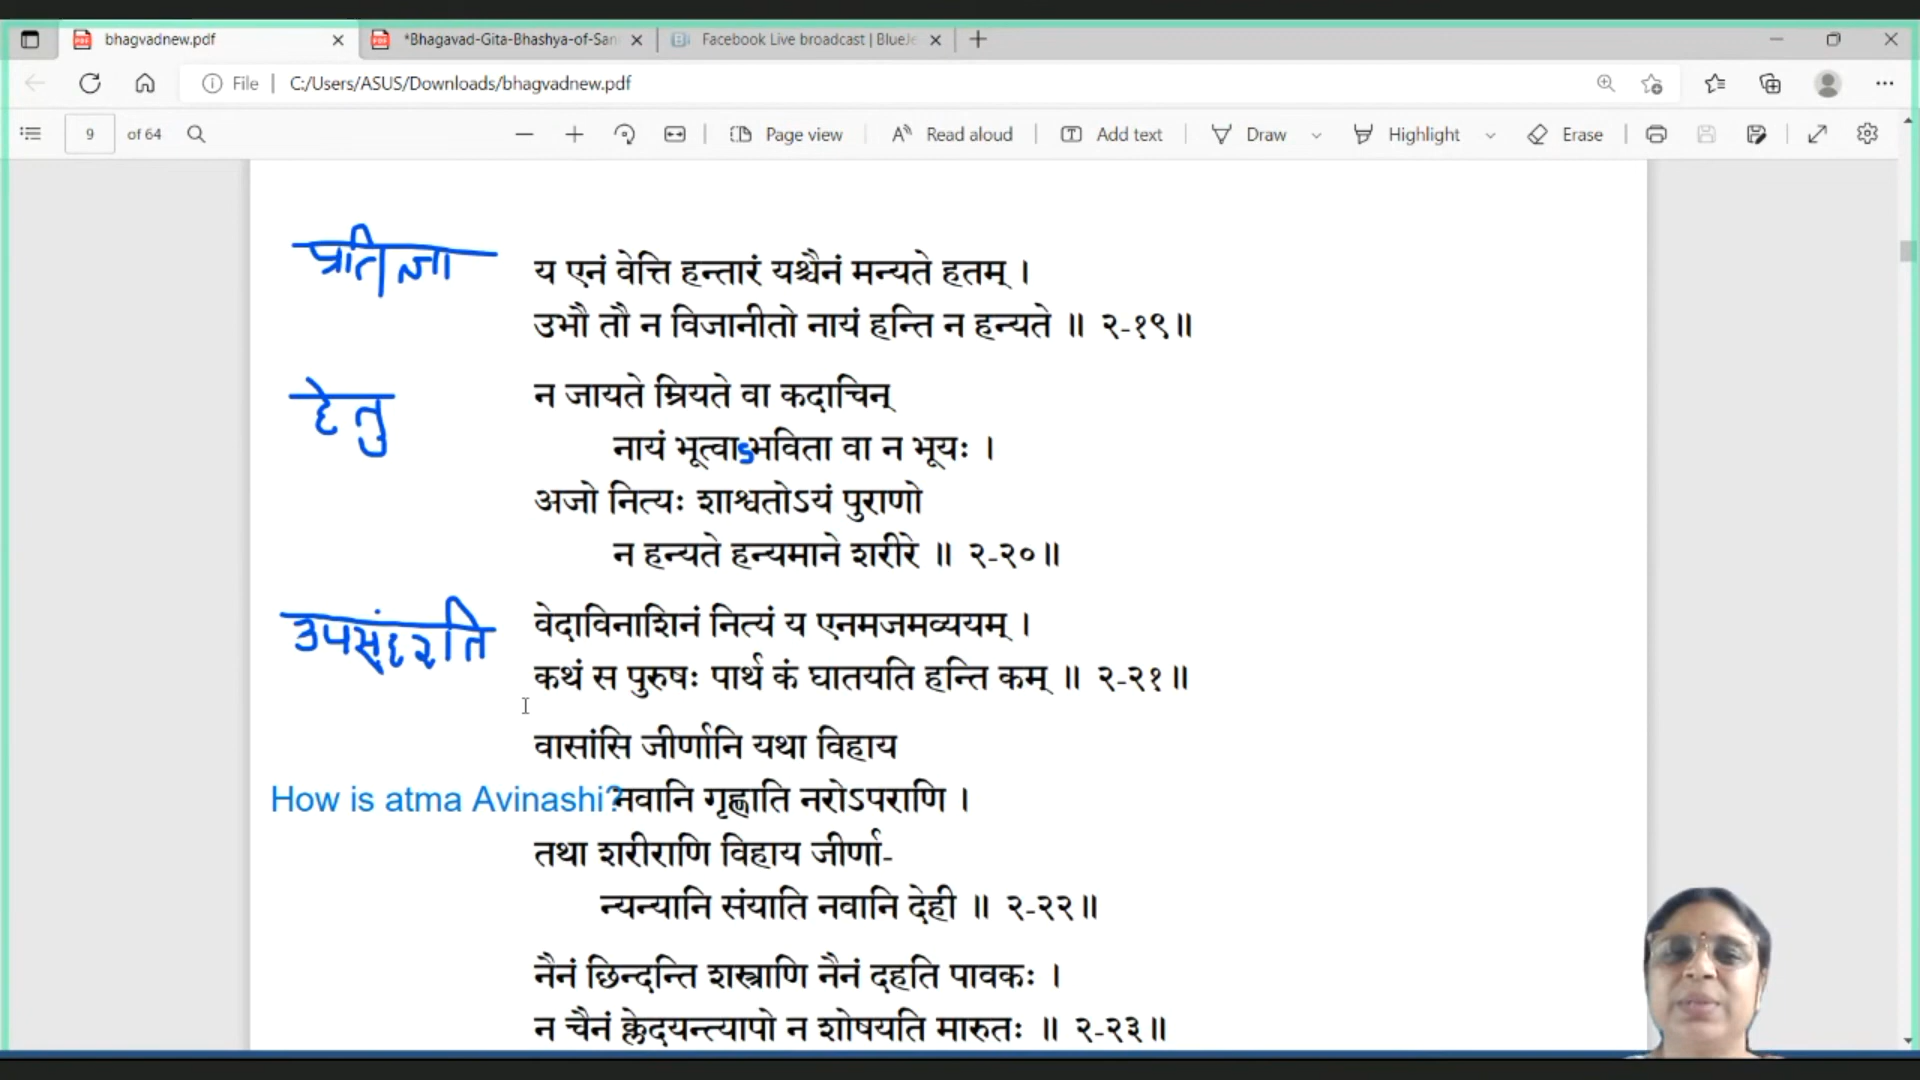 bhagvadnew.pdf
*Bhagavad-Gita-Bhashya-of-San
Facebook Live broadcast | BlueJe
File | C:/Users/ASUS/Downloads/bhagvadnew.pdf
9 of 64 Page view Read aloud Add text Draw Highlight Erase
प्रतिज्ञा
य एनं वेत्ति हन्तारं यश्चैनं मन्यते हतम् ।
उभौ तौ न विजानीतो नायं हन्ति न हन्यते ॥ २-१९॥
हेतु
न जायते म्रियते वा कदाचिन्
नायं भूत्वाऽभविता वा न भूयः ।
अजो नित्यः शाश्वतोऽयं पुराणो
न हन्यते हन्यमाने शरीरे ॥ २-२०॥
उपसंहरति
वेदाविनाशिनं नित्यं य एनमजमव्ययम् ।
कथं स पुरुषः पार्थ कं घातयति हन्ति कम् ॥ २-२१॥
वासांसि जीर्णानि यथा विहाय
How is atma Avinashi?
नवानि गृह्णाति नरोऽपराणि ।
तथा शरीराणि विहाय जीर्णा-
न्यन्यानि संयाति नवानि देही ॥ २-२२॥
नैनं छिन्दन्ति शस्त्राणि नैनं दहति पावकः ।
न चैनं क्लेदयन्त्यापो न शोषयति मारुतः ॥ २-२३॥